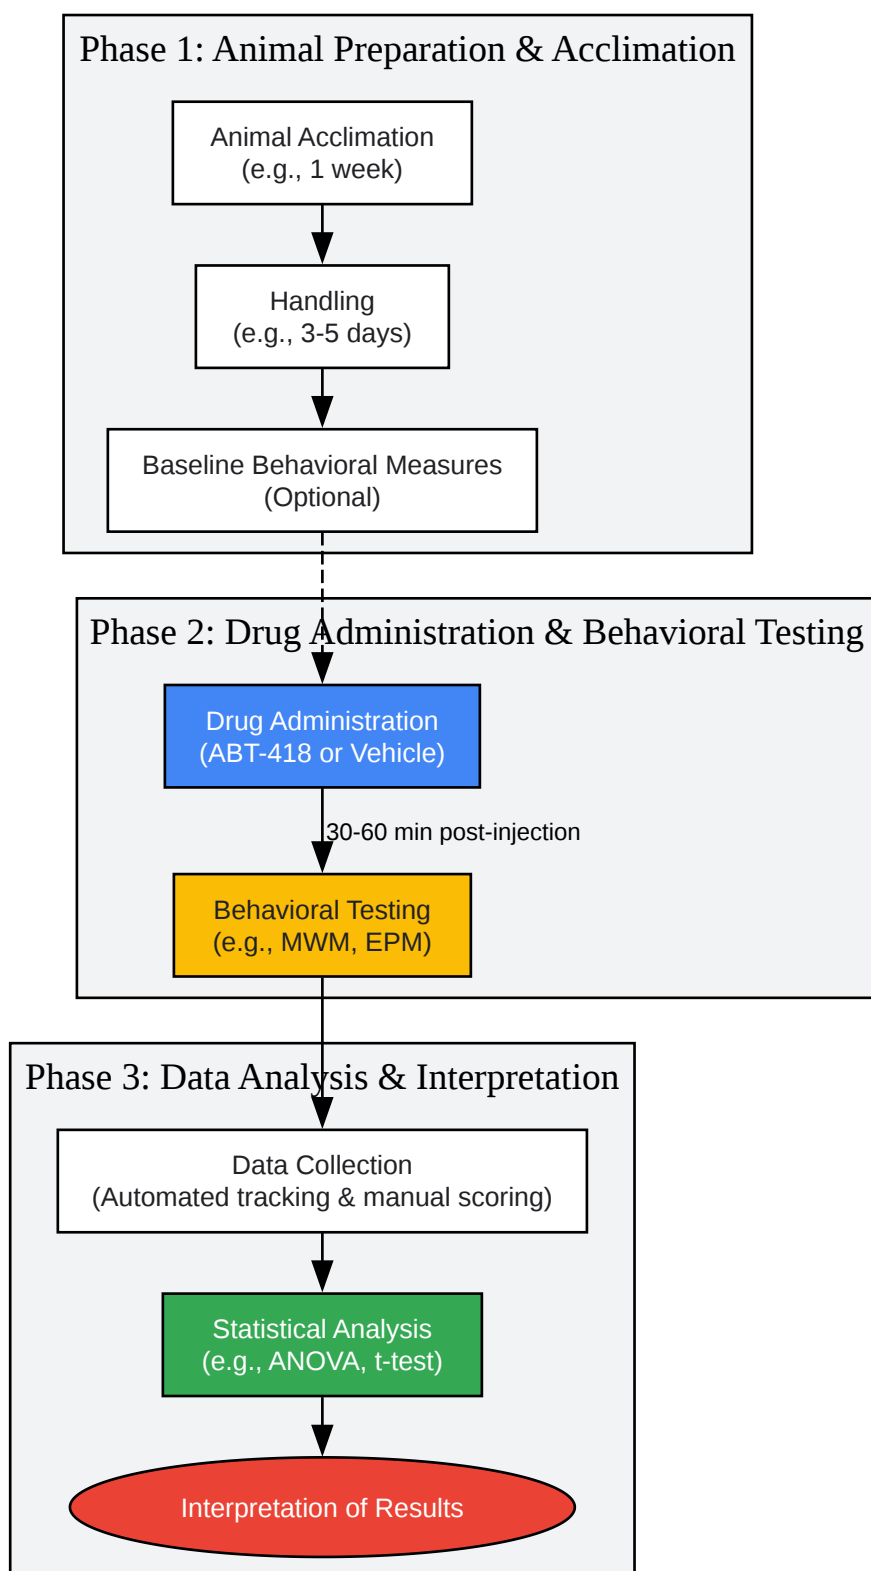 Phase 1: Animal Preparation & Acclimation
Animal Acclimation
(e.g., 1 week)
Handling
(e.g., 3-5 days)
Baseline Behavioral Measures
(Optional)
Phase 2: Drug Administration & Behavioral Testing
Drug Administration
(ABT-418 or Vehicle)
30-60 min post-injection
Behavioral Testing
(e.g., MWM, EPM)
Phase 3: Data Analysis & Interpretation
Data Collection
(Automated tracking & manual scoring)
Statistical Analysis
(e.g., ANOVA, t-test)
Interpretation of Results